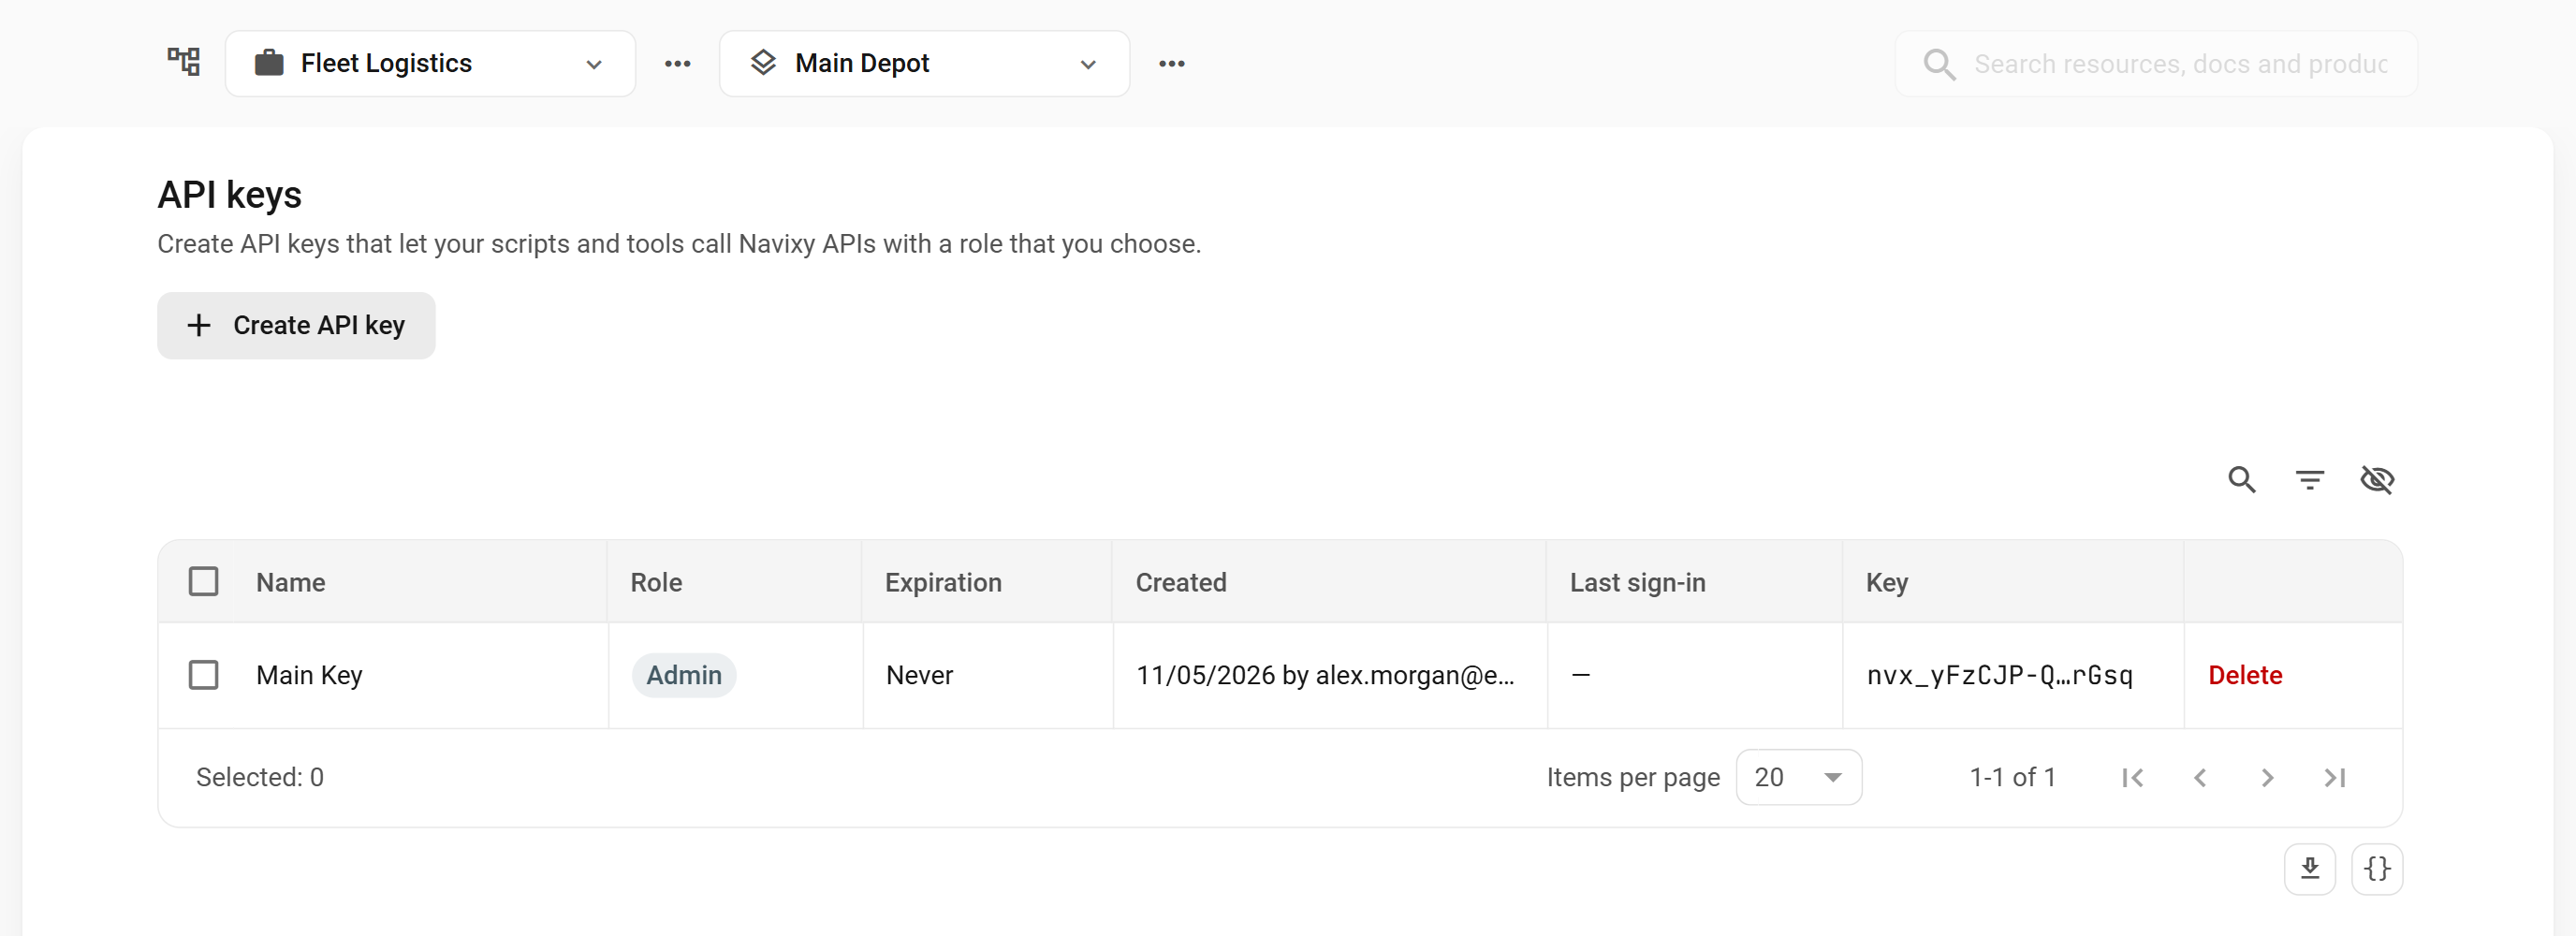 Fleet Logistics
Main Depot
Search resources, docs and produc
API keys
Create API keys that let your scripts and tools call Navixy APIs with a role that you choose.
Create API key
Name Role Expiration Created Last sign-in Key
Main Key Admin Never 11/05/2026 by alex.morgan@e... — nvx_yFzCJP-Q…rGsq Delete
Selected: 0 Items per page 20 1-1 of 1
{}